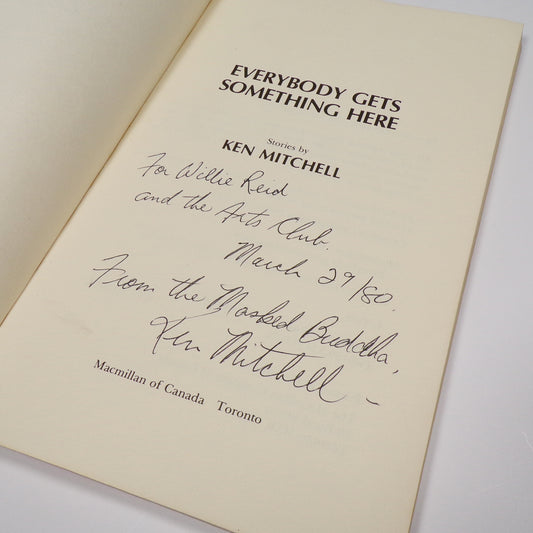 EVERYBODY GETS
SOMETHING HERE
Stories by
KEN MITCHELL
For Willie Reid
and the Arts Club.
March 29/80.
From the Masked Buddha,
Ken Mitchell –
Macmillan of Canada Toronto